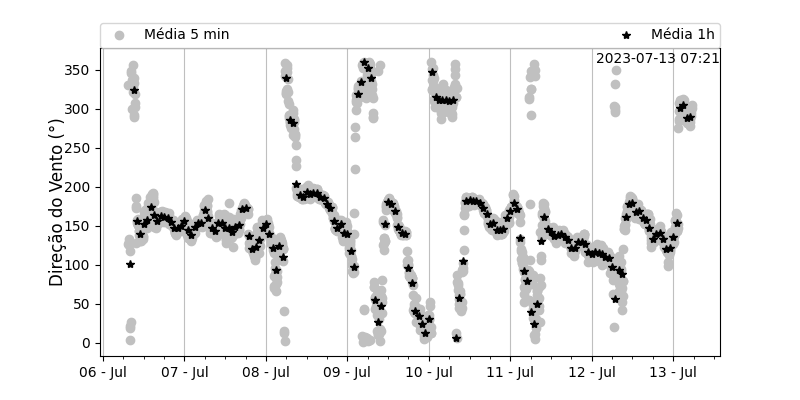 Média 5 min
Média 1h
2023-07-13 07:21
Direção do Vento (°)
350
300
250
200
150
100
50
0
06 - Jul
07 - Jul
08 - Jul
09 - Jul
10 - Jul
11 - Jul
12 - Jul
13 - Jul